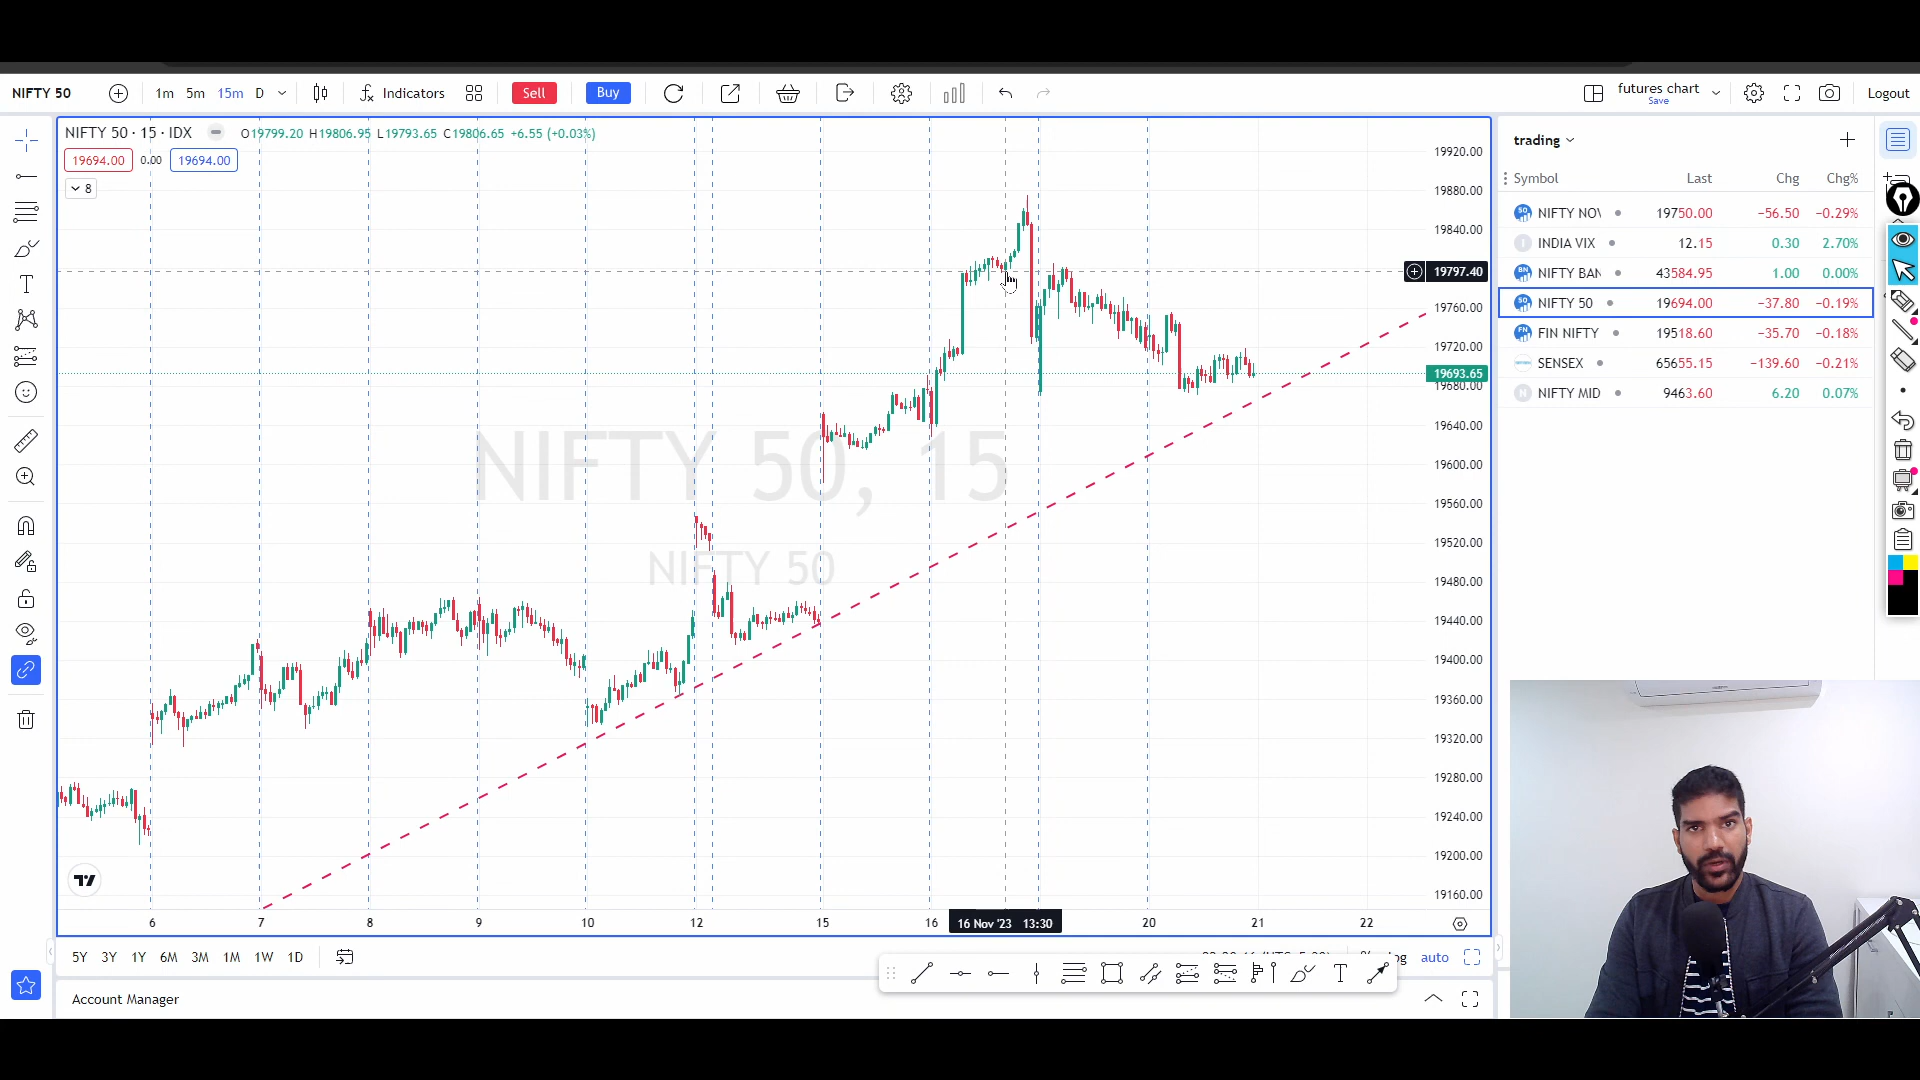 NIFTY 50 1m 5m 15m D Indicators Sell Buy futures chart Save Logout
NIFTY 50 · 15 · IDX O19799.20 H19806.95 L19793.65 C19806.65 +6.55 (+0.03%)
19694.00 0.00 19694.00
8
NIFTY 50, 15
NIFTY 50
19920.00
19880.00
19840.00
19797.40
19760.00
19720.00
19693.65
19680.00
19640.00
19600.00
19560.00
19520.00
19480.00
19440.00
19400.00
19360.00
19320.00
19280.00
19240.00
19200.00
19160.00
6 7 8 9 10 12 15 16 16 Nov '23 13:30 20 21 22
5Y 3Y 1Y 6M 3M 1M 1W 1D auto
Account Manager
trading
Symbol Last Chg Chg%
NIFTY NOV 19750.00 −56.50 −0.29%
INDIA VIX 12.15 0.30 2.70%
NIFTY BAN 43584.95 1.00 0.00%
NIFTY 50 19694.00 −37.80 −0.19%
FIN NIFTY 19518.60 −35.70 −0.18%
SENSEX 65655.15 −139.60 −0.21%
NIFTY MID 9463.60 6.20 0.07%